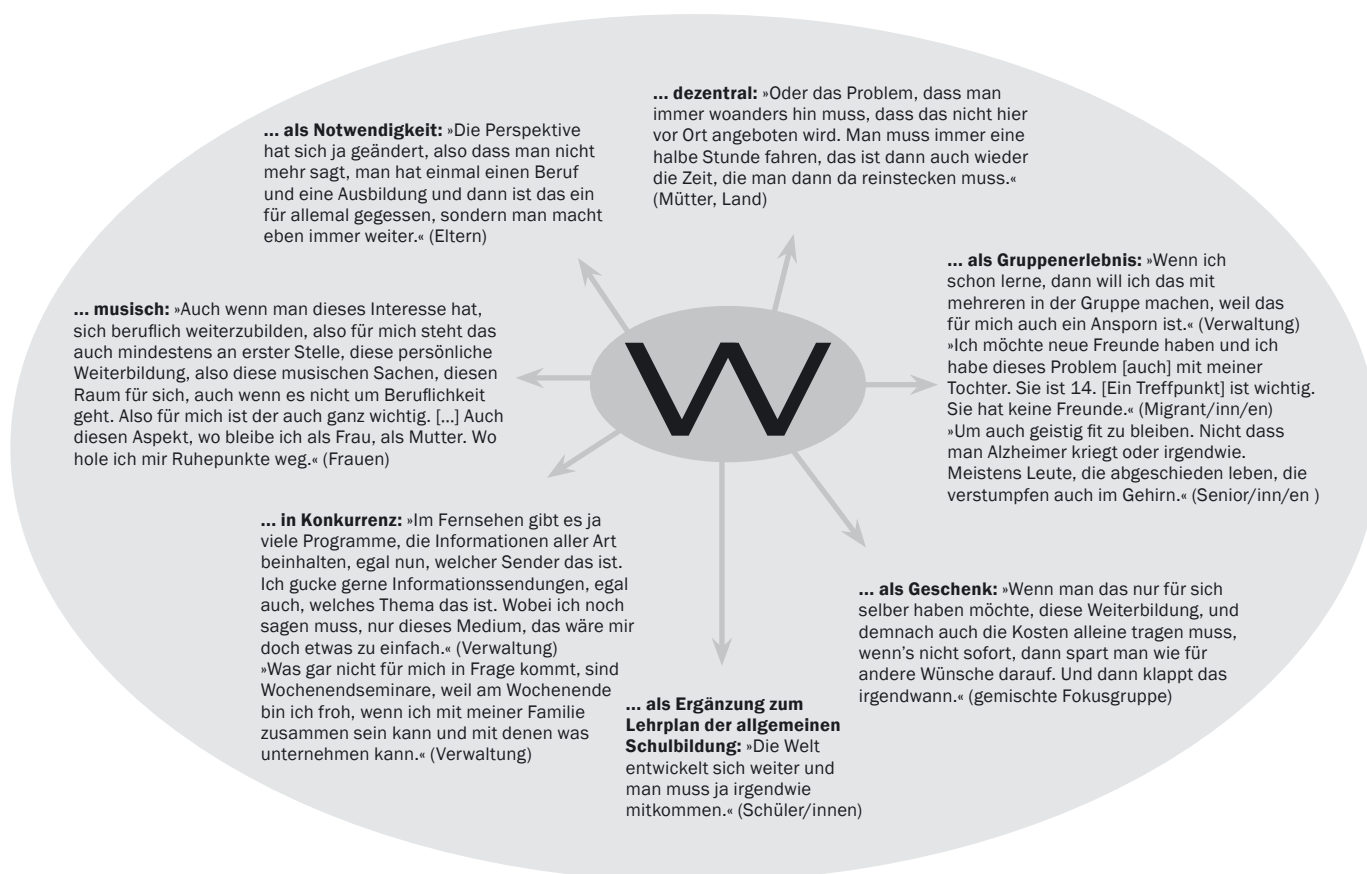 ... dezentral: »Oder das Problem, dass man
immer woanders hin muss, dass das nicht hier
vor Ort angeboten wird. Man muss immer eine
halbe Stunde fahren, das ist dann auch wieder
die Zeit, die man dann da reinstecken muss.«
(Mütter, Land)
... als Notwendigkeit: »Die Perspektive
hat sich ja geändert, also dass man nicht
mehr sagt, man hat einmal einen Beruf
und eine Ausbildung und dann ist das ein
für allemal gegessen, sondern man macht
eben immer weiter.« (Eltern)
... als Gruppenerlebnis: »Wenn ich
schon lerne, dann will ich das mit
mehreren in der Gruppe machen, weil das
für mich auch ein Ansporn ist.« (Verwaltung)
»Ich möchte neue Freunde haben und ich
habe dieses Problem [auch] mit meiner
Tochter. Sie ist 14. [Ein Treffpunkt] ist wichtig.
Sie hat keine Freunde.« (Migrant/inn/en)
»Um auch geistig fit zu bleiben. Nicht dass
man Alzheimer kriegt oder irgendwie.
Meistens Leute, die abgeschieden leben, die
verstumpfen auch im Gehirn.« (Senior/inn/en )
... musisch: »Auch wenn man dieses Interesse hat,
sich beruflich weiterzubilden, also für mich steht das
auch mindestens an erster Stelle, diese persönliche
Weiterbildung, also diese musischen Sachen, diesen
Raum für sich, auch wenn es nicht um Beruflichkeit
geht. Also für mich ist der auch ganz wichtig. [...] Auch
diesen Aspekt, wo bleibe ich als Frau, als Mutter. Wo
hole ich mir Ruhepunkte weg.« (Frauen)
W
... in Konkurrenz: »Im Fernsehen gibt es ja
viele Programme, die Informationen aller Art
beinhalten, egal nun, welcher Sender das ist.
Ich gucke gerne Informationssendungen, egal
auch, welches Thema das ist. Wobei ich noch
sagen muss, nur dieses Medium, das wäre mir
doch etwas zu einfach.« (Verwaltung)
»Was gar nicht für mich in Frage kommt, sind
Wochenendseminare, weil am Wochenende
bin ich froh, wenn ich mit meiner Familie
zusammen sein kann und mit denen was
unternehmen kann.« (Verwaltung)
... als Geschenk: »Wenn man das nur für sich
selber haben möchte, diese Weiterbildung, und
demnach auch die Kosten alleine tragen muss,
wenn's nicht sofort, dann spart man wie für
andere Wünsche darauf. Und dann klappt das
irgendwann.« (gemischte Fokusgruppe)
... als Ergänzung zum
Lehrplan der allgemeinen
Schulbildung: »Die Welt
entwickelt sich weiter und
man muss ja irgendwie
mitkommen.« (Schüler/innen)